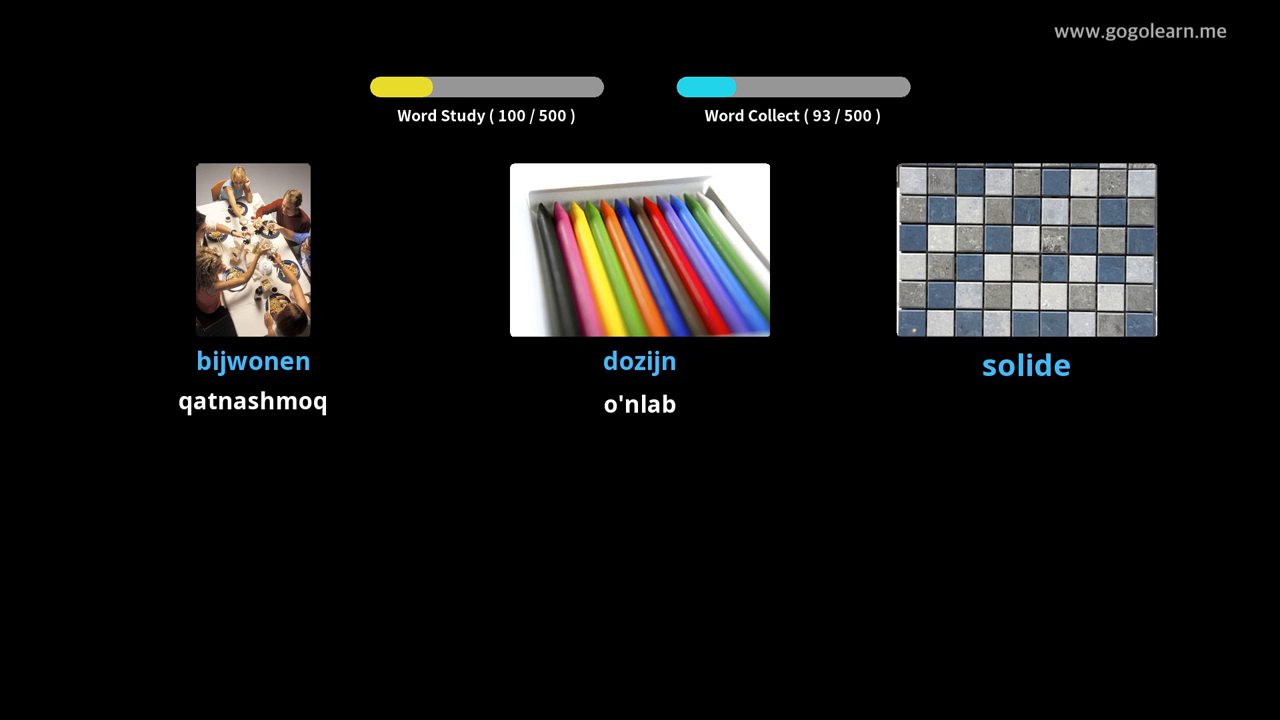 www.gogolearn.me
Word Study ( 100 / 500 )
Word Collect ( 93 / 500 )
bijwonen
qatnashmoq
dozijn
o'nlab
solide